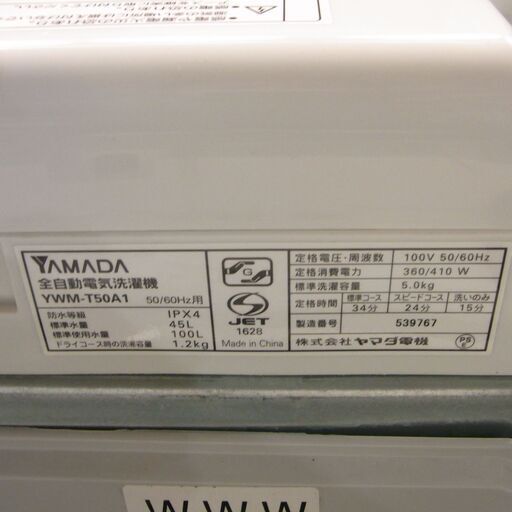 YAMADA
全自動電気洗濯機
YWM-T50A1 50/60Hz用
防水等級 IPX4
標準水量 45L
標準使用水量 100L
ドライコース時の洗濯容量 1.2kg
G
S
JET
1628
Made in China
定格電圧・周波数 100V 50/60Hz
定格消費電力 360/410 W
標準洗濯容量 5.0kg
定格時間 標準コース スピードコース 洗いのみ
34分 24分 15分
製造番号 539767
株式会社 ヤマダ電機
PS
E
W W W